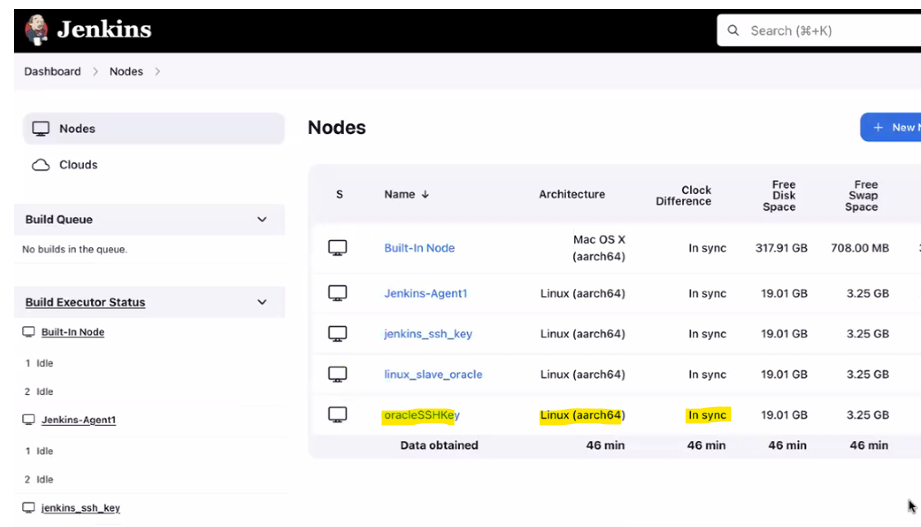 Jenkins
Search (⌘+K)
Dashboard > Nodes >
Nodes
Clouds
Build Queue
No builds in the queue.
Build Executor Status
Built-In Node
1 Idle
2 Idle
Jenkins-Agent1
1 Idle
2 Idle
jenkins_ssh_key
Nodes
+ New
S Name ↓ Architecture Clock Difference Free Disk Space Free Swap Space
Built-In Node Mac OS X (aarch64) In sync 317.91 GB 708.00 MB
Jenkins-Agent1 Linux (aarch64) In sync 19.01 GB 3.25 GB
jenkins_ssh_key Linux (aarch64) In sync 19.01 GB 3.25 GB
linux_slave_oracle Linux (aarch64) In sync 19.01 GB 3.25 GB
oracleSSHKey Linux (aarch64) In sync 19.01 GB 3.25 GB
Data obtained 46 min 46 min 46 min 46 min